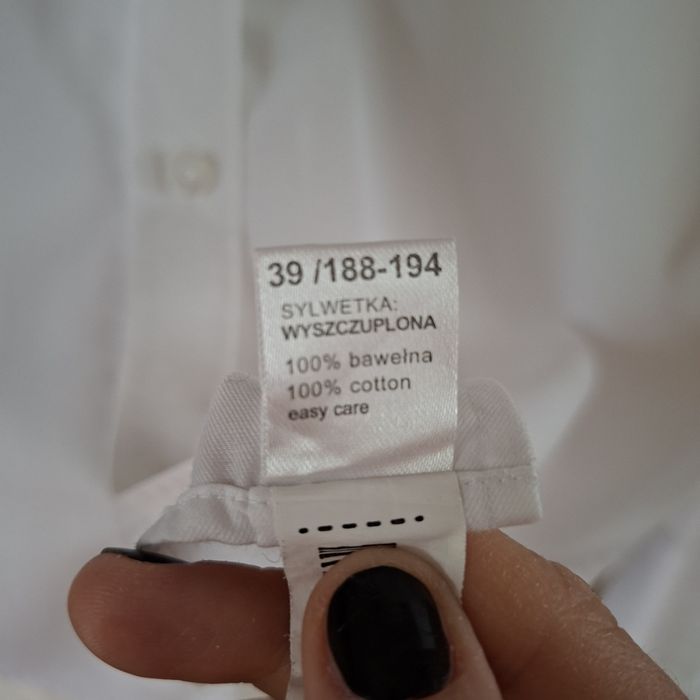 39 /188-194
SYLWETKA:
WYSZCZUPLONA
100% bawełna
100% cotton
easy care